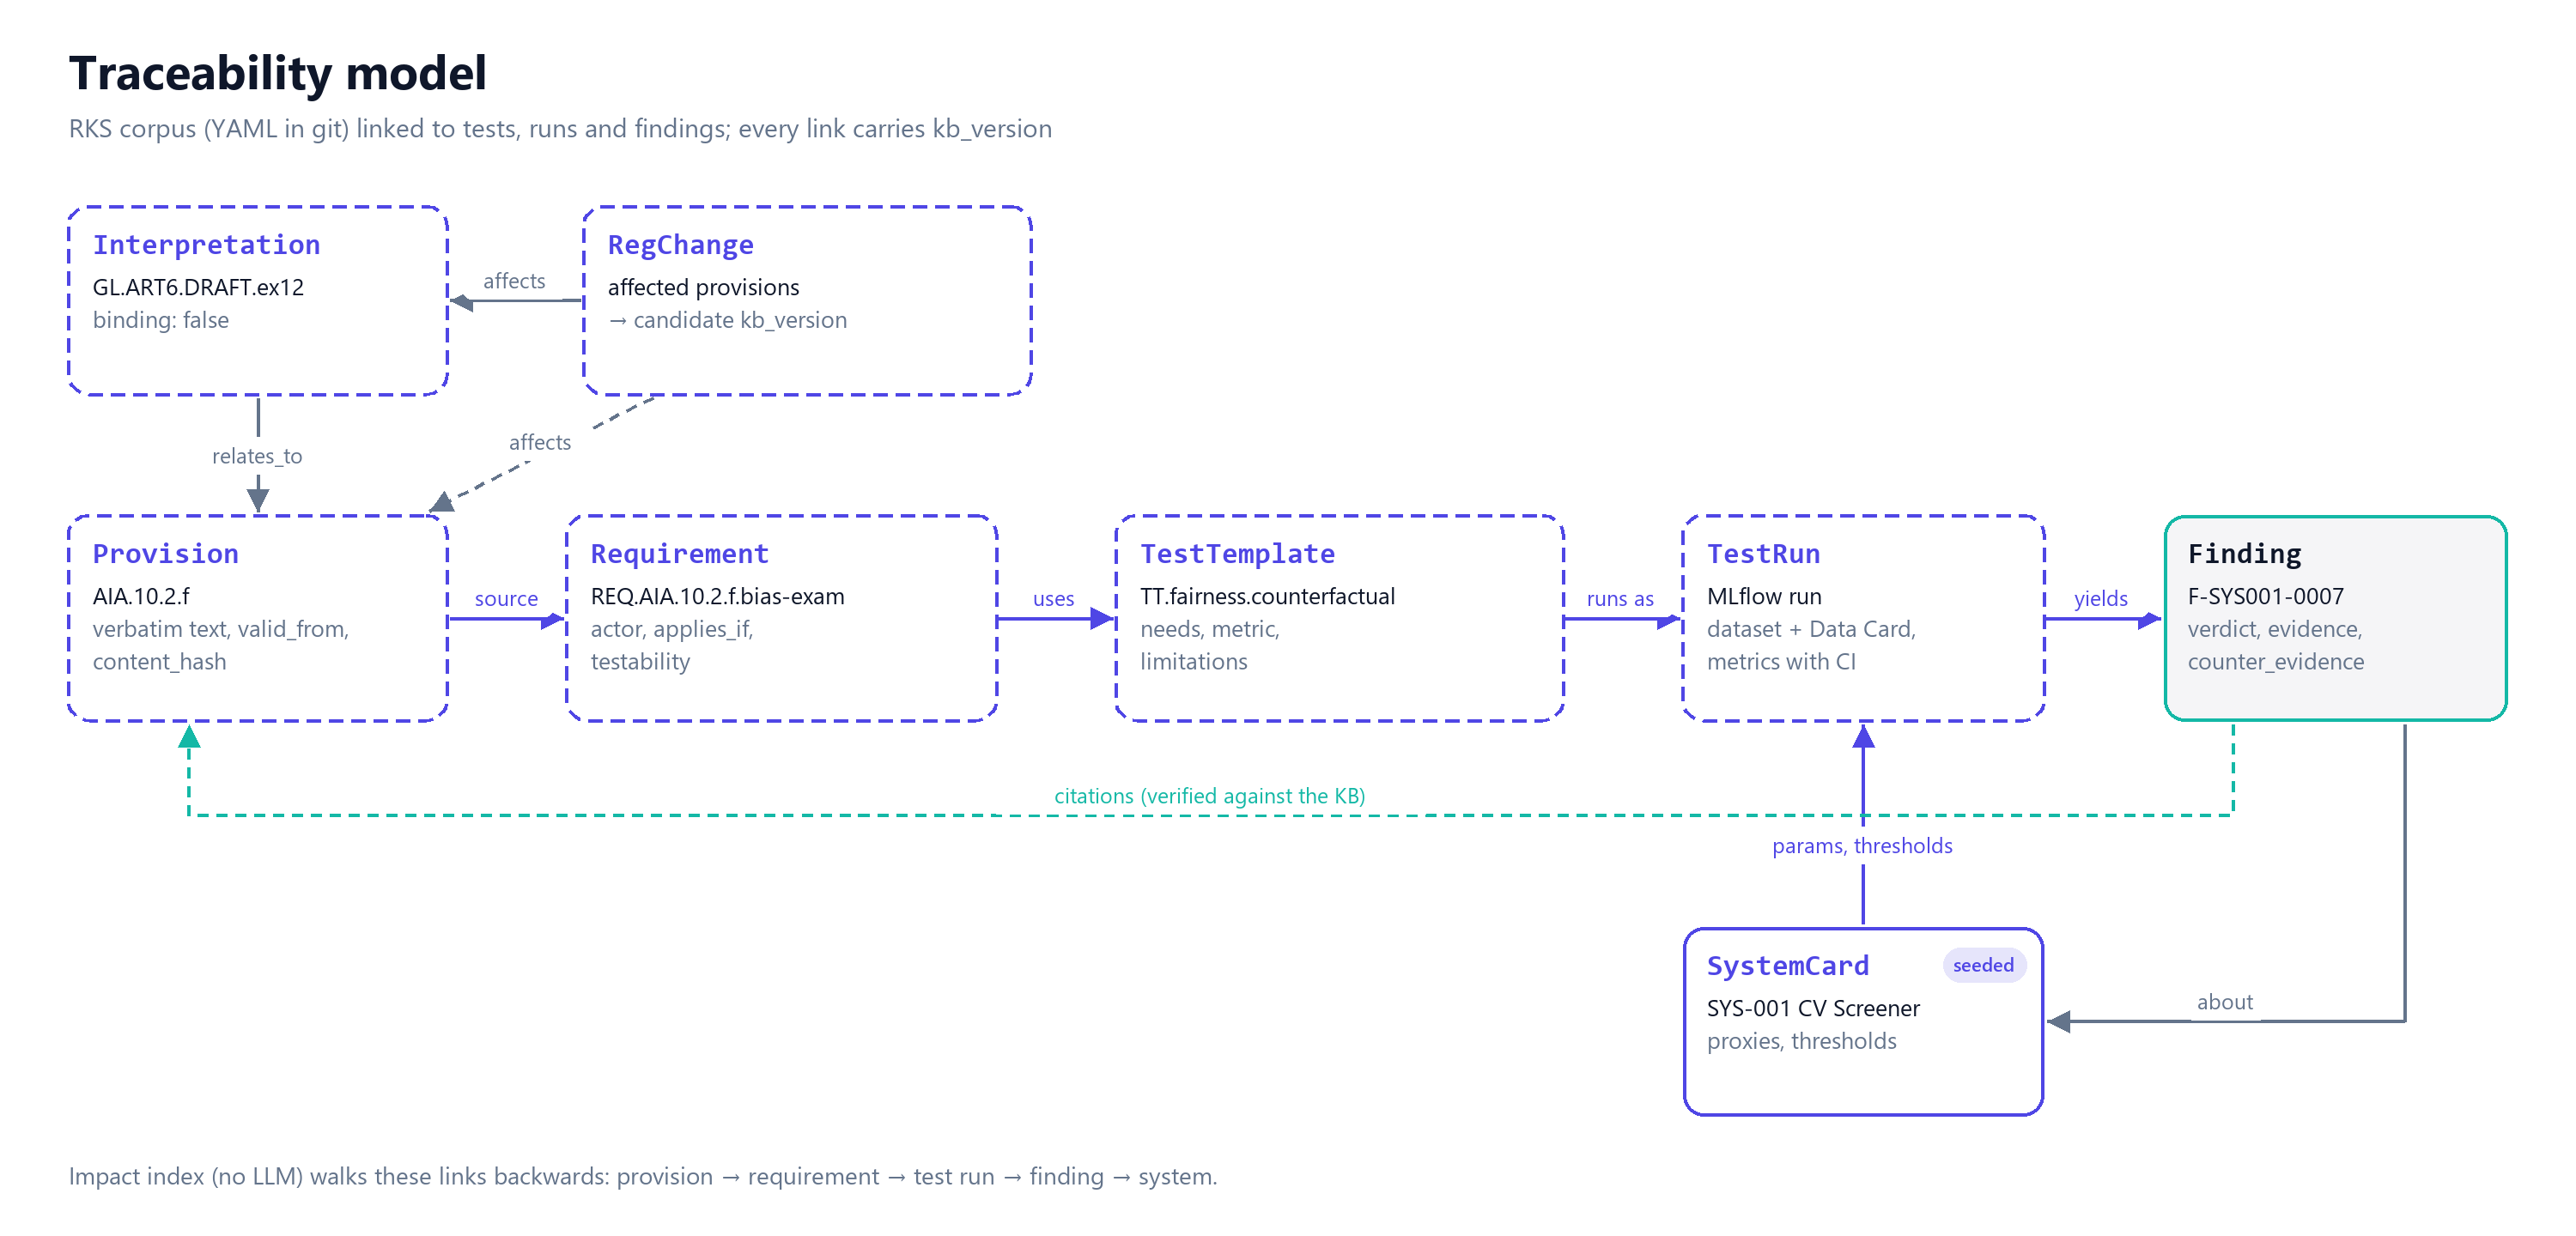 Traceability model
RKS corpus (YAML in git) linked to tests, runs and findings; every link carries kb_version
Interpretation
GL.ART6.DRAFT.ex12
binding: false
affects
RegChange
affected provisions
→ candidate kb_version
relates_to
affects
Provision
AIA.10.2.f
verbatim text, valid_from,
content_hash
source
Requirement
REQ.AIA.10.2.f.bias-exam
actor, applies_if,
testability
uses
TestTemplate
TT.fairness.counterfactual
needs, metric,
limitations
runs as
TestRun
MLflow run
dataset + Data Card,
metrics with CI
yields
Finding
F-SYS001-0007
verdict, evidence,
counter_evidence
citations (verified against the KB)
params, thresholds
SystemCard
seeded
SYS-001 CV Screener
proxies, thresholds
about
Impact index (no LLM) walks these links backwards: provision → requirement → test run → finding → system.